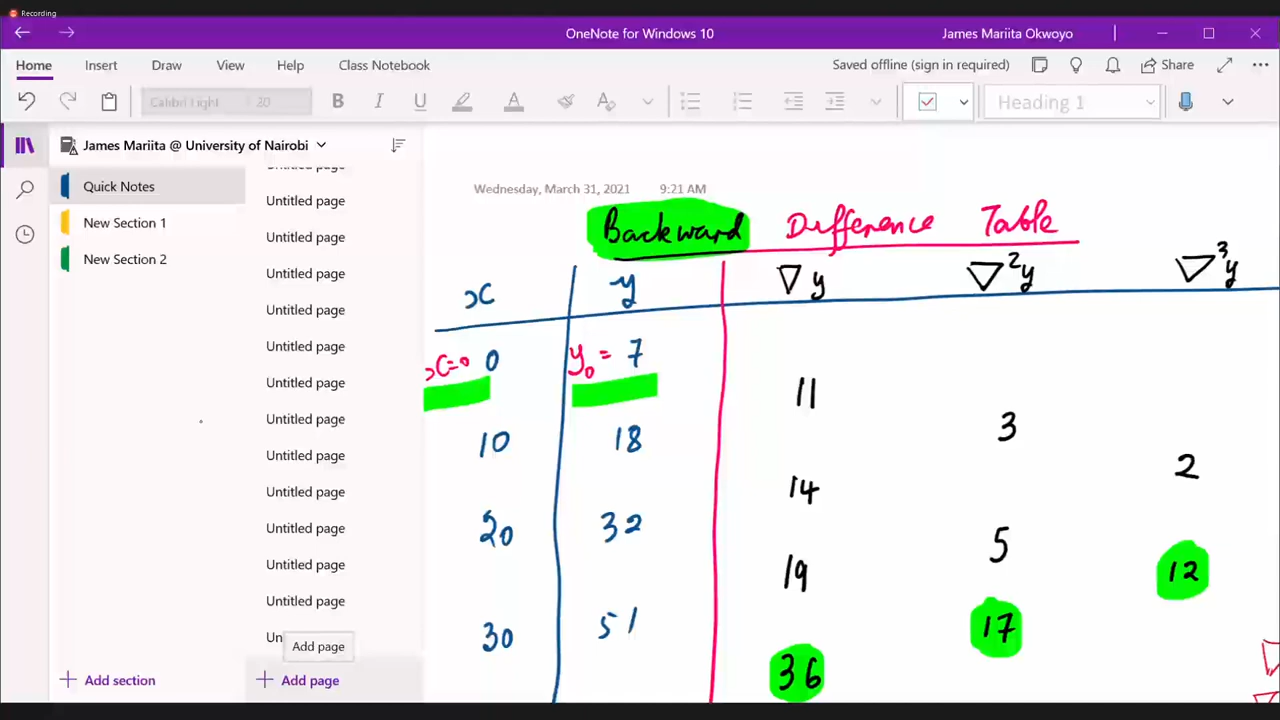 Recording
OneNote for Windows 10
James Mariita Okwoyo
Home Insert Draw View Help Class Notebook
Saved offline (sign in required) Share
Calibri Light 20 B I U A Heading 1
James Mariita @ University of Nairobi
Quick Notes
New Section 1
New Section 2
Untitled page
Untitled page
Untitled page
Untitled page
Untitled page
Untitled page
Untitled page
Untitled page
Untitled page
Untitled page
Untitled page
Untitled page
Untitled page
Un
Add page
Add section
Add page
Wednesday, March 31, 2021 9:21 AM
Backward Difference Table
x y ∇y ∇²y ∇³y
x=0 0 y₀ = 7
11
10 18 3
14 2
20 32 5
19 12
30 51 17
36